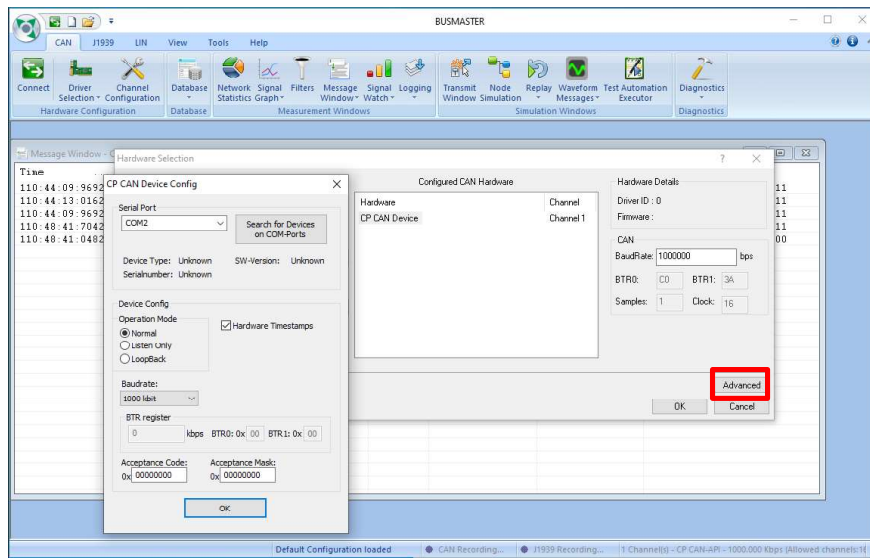 BUSMASTER
CAN J1939 LIN View Tools Help
Connect Driver Selection Channel Configuration Database Network Statistics Signal Graph Filters Message Window Signal Watch Logging Transmit Window Node Simulation Replay Waveform Messages Test Automation Executor Diagnostics
Hardware Configuration Database Measurement Windows Simulation Windows Diagnostics
Message Window - C
Time
110:44:09:9692
110:44:13:0162
110:44:09:9692
110:48:41:7042
110:48:41:0482
11
11
11
11
00
Hardware Selection ?
Configured CAN Hardware
Hardware Channel
CP CAN Device Channel 1
Hardware Details
Driver ID : 0
Firmware :
CAN
BaudRate: 1000000 bps
BTR0: C0 BTR1: 3A
Samples: 1 Clock: 16
Advanced
OK Cancel
CP CAN Device Config
Serial Port
COM2
Search for Devices
on COM-Ports
Device Type: Unknown SW-Version: Unknown
Serialnumber: Unknown
Device Config
Operation Mode
Normal
Listen Only
LoopBack
Hardware Timestamps
Baudrate:
1000 kbit
BTR register
0 kbps BTR0: 0x 00 BTR1: 0x 00
Acceptance Code: Acceptance Mask:
0x 00000000 0x 00000000
OK
Default Configuration loaded CAN Recording... J1939 Recording... 1 Channel(s) - CP CAN-API - 1000.000 Kbps (Allowed channels: